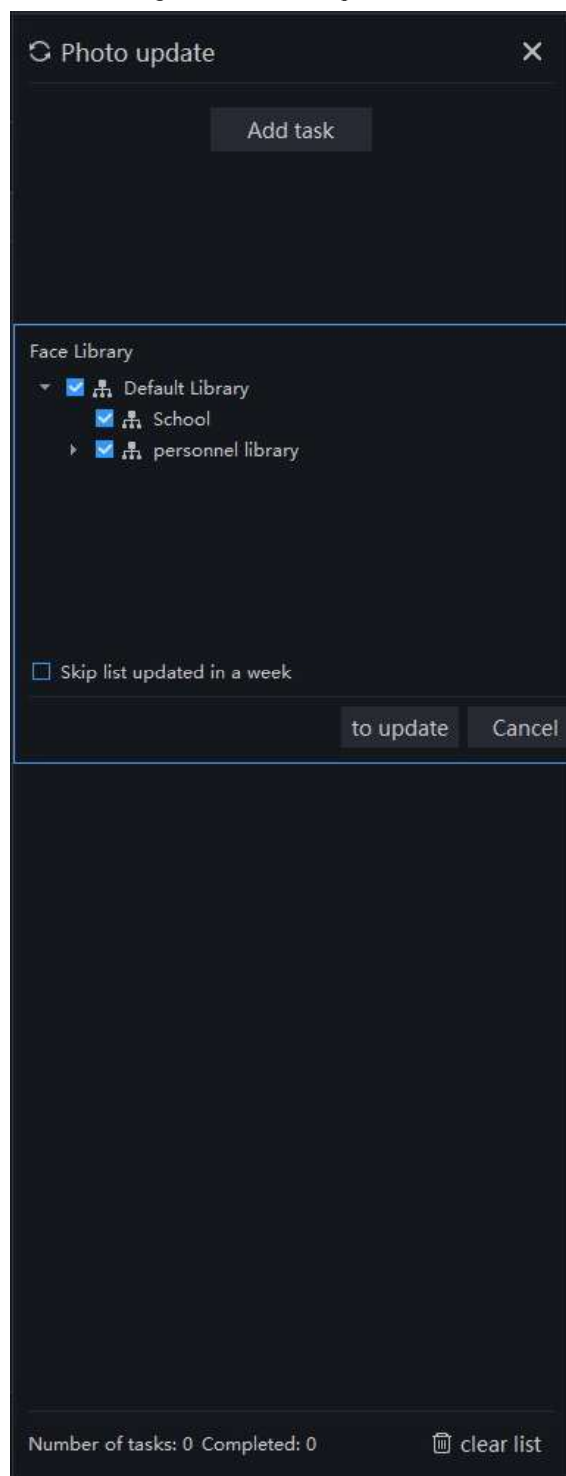 Photo update
Add task
Face Library
Default Library
School
personnel library
Skip list updated in a week
to update Cancel
Number of tasks: 0 Completed: 0 clear list